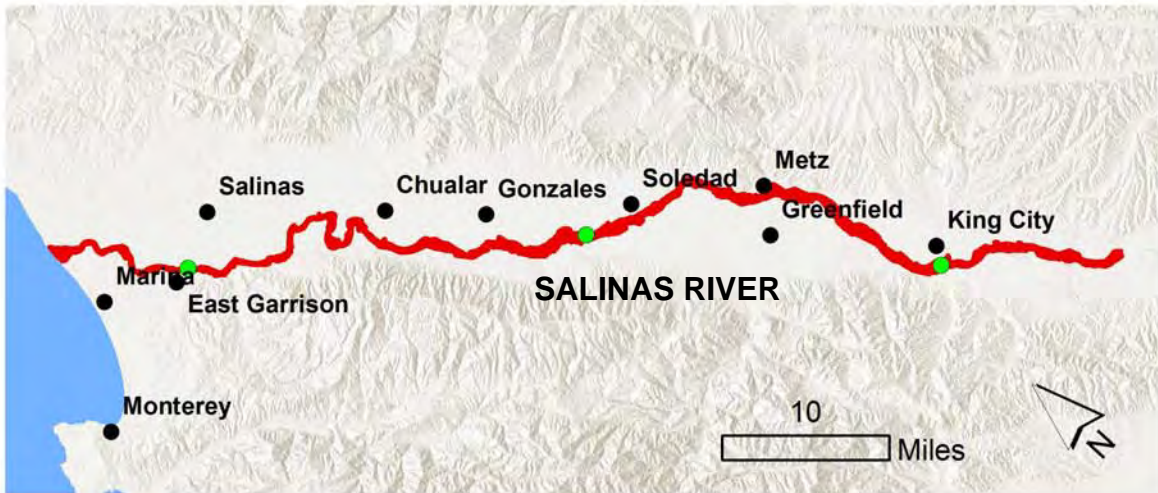 Salinas
Chualar
Gonzales
Soledad
Metz
Greenfield
King City
Marina
East Garrison
SALINAS RIVER
Monterey
10
Miles
N